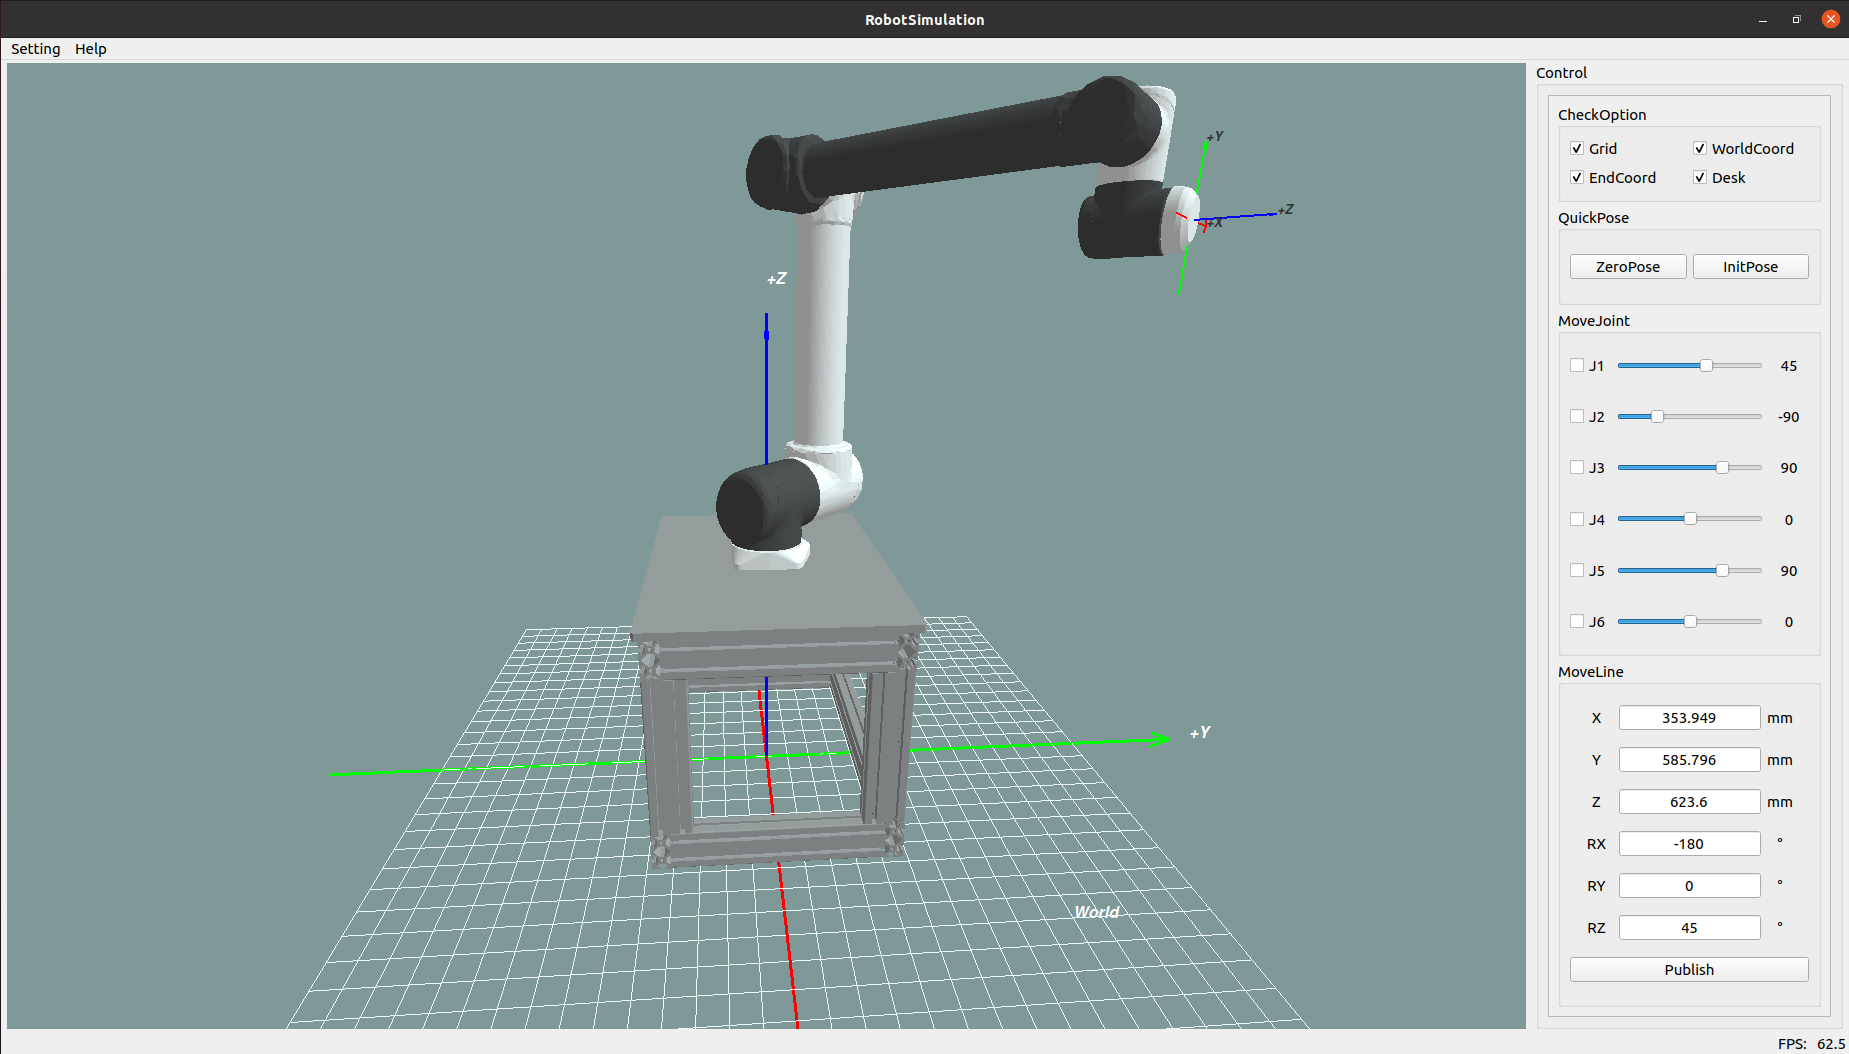 RobotSimulation
Setting Help
Control
CheckOption
Grid WorldCoord
EndCoord Desk
QuickPose
ZeroPose InitPose
MoveJoint
J1 45
J2 -90
J3 90
J4 0
J5 90
J6 0
MoveLine
X 353.949 mm
Y 585.796 mm
Z 623.6 mm
RX -180 °
RY 0 °
RZ 45 °
Publish
+Y
+Z
+X
+Z
+Y
World
FPS: 62.5